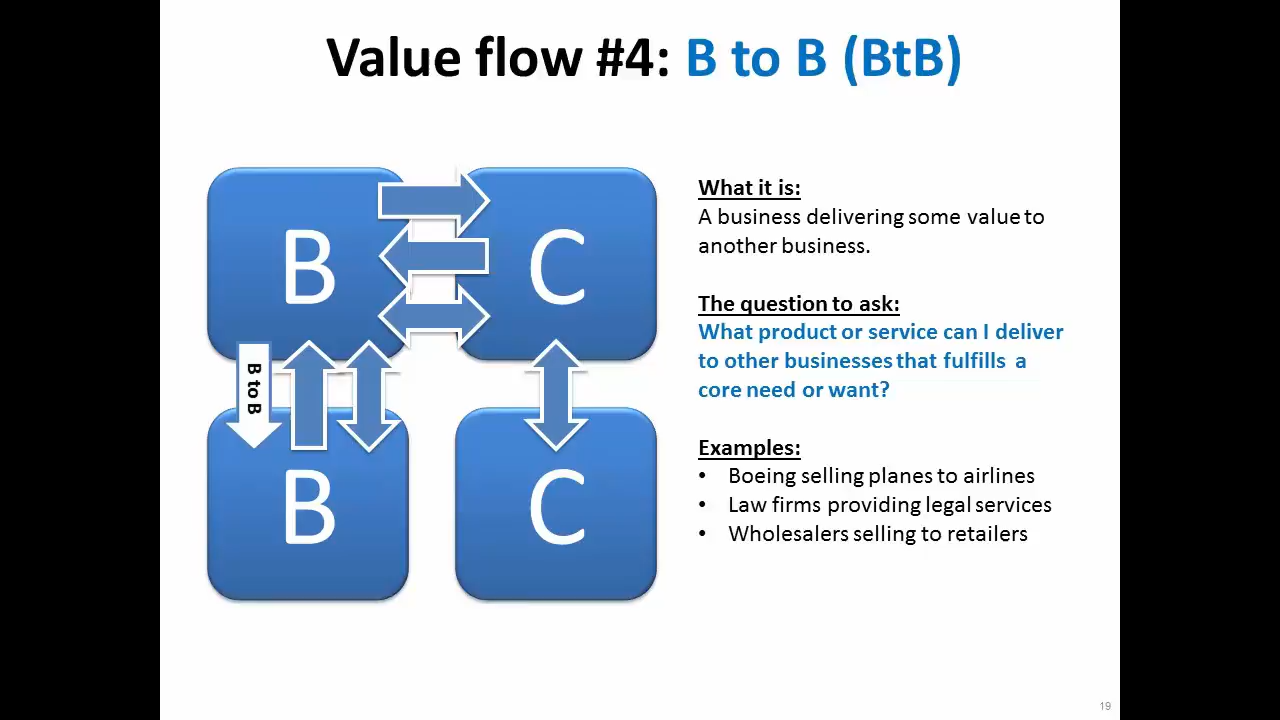 Value flow #4: B to B (BtB)
B
C
B to B
B
C
What it is:
A business delivering some value to
another business.
The question to ask:
What product or service can I deliver
to other businesses that fulfills a
core need or want?
Examples:
• Boeing selling planes to airlines
• Law firms providing legal services
• Wholesalers selling to retailers
19